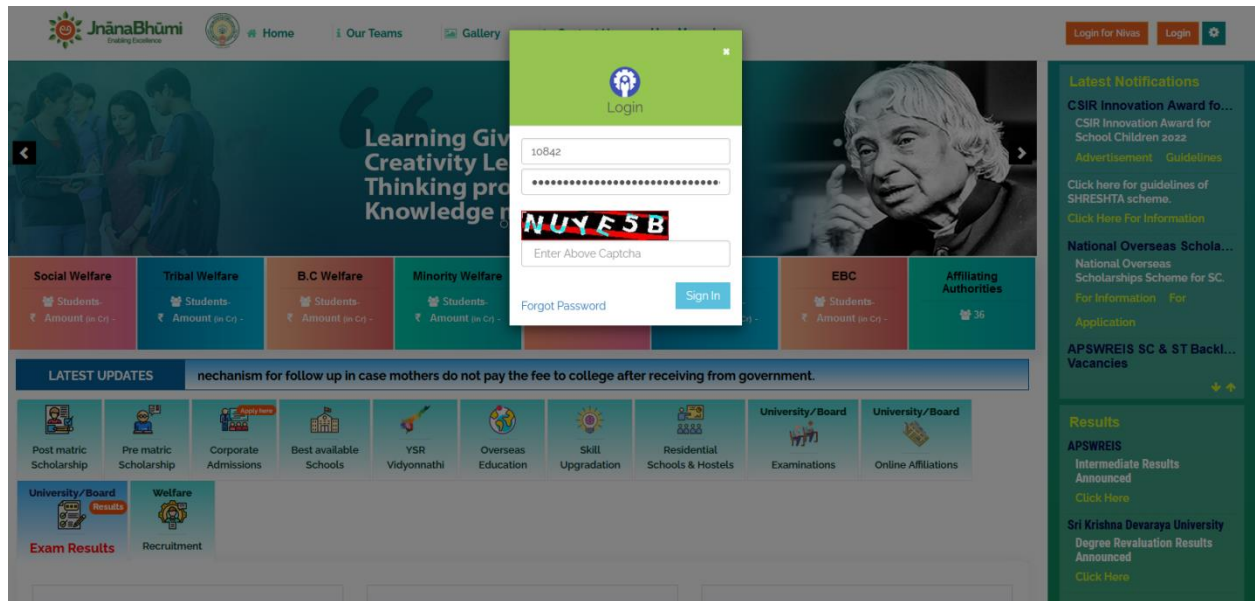 JnānaBhūmi
Enabling Excellence
Home
Our Teams
Gallery
Login for Nivas
Login
Login
10842
NUYE5B
Enter Above Captcha
Forgot Password
Sign In
Learning Giv
Creativity Le
Thinking pro
Knowledge
Latest Notifications
CSIR Innovation Award fo...
CSIR Innovation Award for
School Children 2022
Advertisement Guidelines
Click here for guidelines of
SHRESHTA scheme.
Click Here For Information
National Overseas Schola...
National Overseas
Scholarships Scheme for SC.
For Information For
Application
APSWREIS SC & ST Backl...
Vacancies
Social Welfare
Students-
₹ Amount (in Cr) -
Tribal Welfare
Students-
₹ Amount (in Cr) -
B.C Welfare
Students-
₹ Amount (in Cr) -
Minority Welfare
Students-
₹ Amount (in Cr) -
EBC
Students-
₹ Amount (in Cr) -
Affiliating
Authorities
36
LATEST UPDATES
nechanism for follow up in case mothers do not pay the fee to college after receiving from government.
Post matric
Scholarship
Pre matric
Scholarship
Apply here
Corporate
Admissions
Best available
Schools
YSR
Vidyonnathi
Overseas
Education
Skill
Upgradation
Residential
Schools & Hostels
University/Board
Examinations
University/Board
Online Affiliations
University/Board
Results
Exam Results
Welfare
Recruitment
Results
APSWREIS
Intermediate Results
Announced
Click Here
Sri Krishna Devaraya University
Degree Revaluation Results
Announced
Click Here